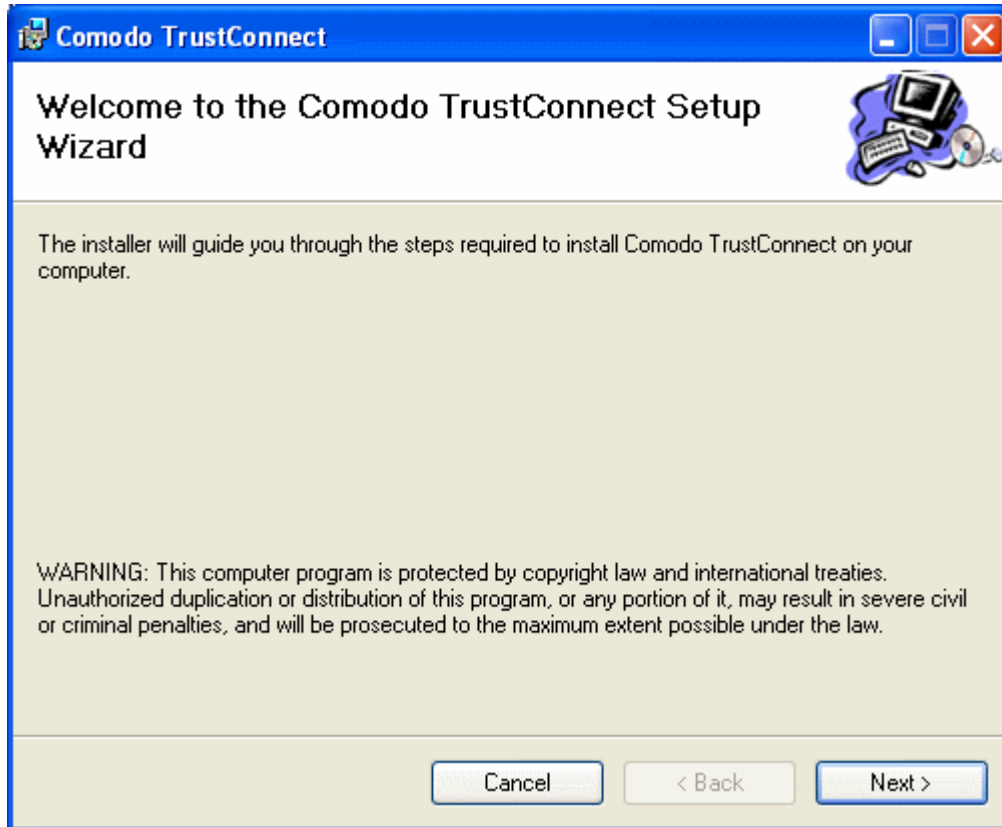 Comodo TrustConnect
Welcome to the Comodo TrustConnect Setup
Wizard
The installer will guide you through the steps required to install Comodo TrustConnect on your
computer.
WARNING: This computer program is protected by copyright law and international treaties.
Unauthorized duplication or distribution of this program, or any portion of it, may result in severe civil
or criminal penalties, and will be prosecuted to the maximum extent possible under the law.
Cancel
< Back
Next >